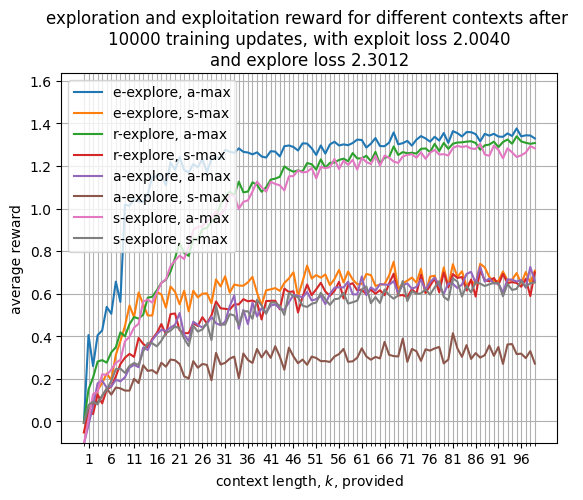 exploration and exploitation reward for different contexts after
10000 training updates, with exploit loss 2.0040
and explore loss 2.3012
1.6
1.4
1.2
1.0
0.8
0.6
0.4
0.2
0.0
average reward
e-explore, a-max
e-explore, s-max
r-explore, a-max
r-explore, s-max
a-explore, a-max
a-explore, s-max
s-explore, a-max
s-explore, s-max
1 6 11 16 21 26 31 36 41 46 51 56 61 66 71 76 81 86 91 96
context length, k, provided